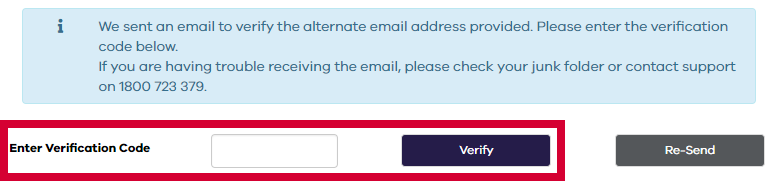 We sent an email to verify the alternate email address provided. Please enter the verification
code below.
If you are having trouble receiving the email, please check your junk folder or contact support
on 1800 723 379.
Enter Verification Code Verify Re-Send